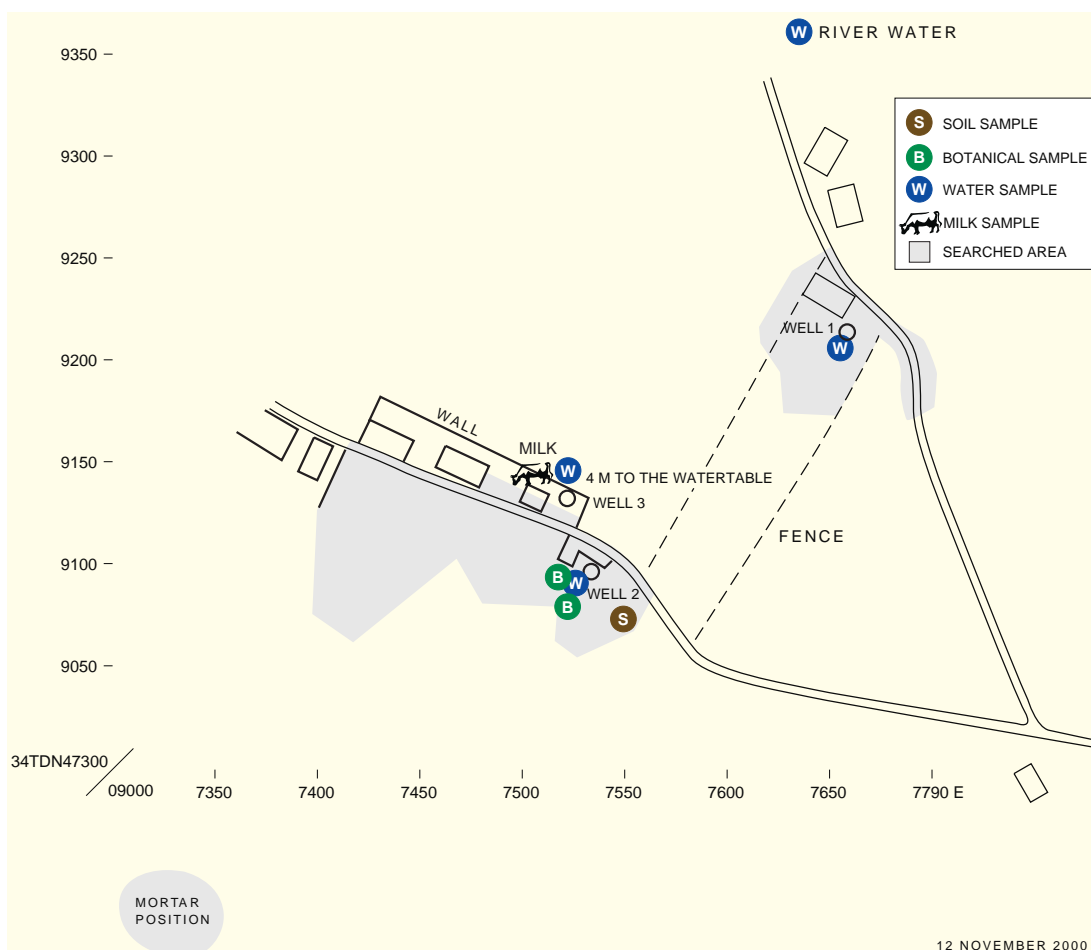 W RIVER WATER
9350
S SOIL SAMPLE
B BOTANICAL SAMPLE
W WATER SAMPLE
MILK SAMPLE
SEARCHED AREA
9300
9250
WELL 1
W
9200
WALL
9150
MILK
W
4 M TO THE WATERTABLE
WELL 3
FENCE
9100
B
W
WELL 2
B
S
9050
34TDN47300
09000
7350
7400
7450
7500
7550
7600
7650
7790 E
MORTAR
POSITION
12 NOVEMBER 2000